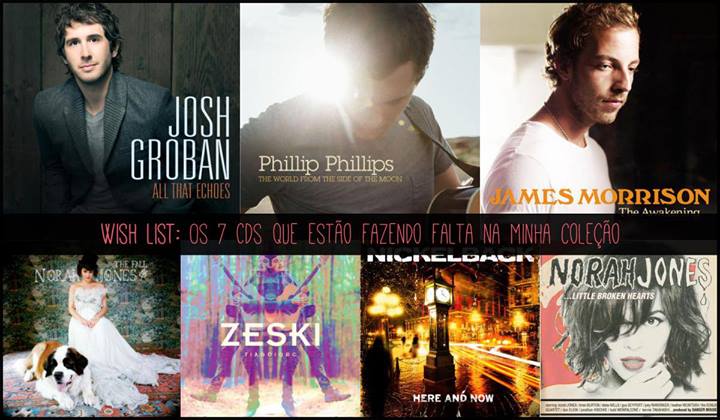 JOSH
GROBAN
ALL THAT ECHOES
Phillip Phillips
THE WORLD FROM THE SIDE OF THE MOON
JAMES MORRISON
The Awakening
WISH LIST: OS 7 CDS QUE ESTÃO FAZENDO FALTA NA MINHA COLEÇÃO
THE FALL
NORAH JONES
ZESKI
TIAGO IORC
NICKELBACK
HERE AND NOW
NORAH JONES
...LITTLE BROKEN HEARTS